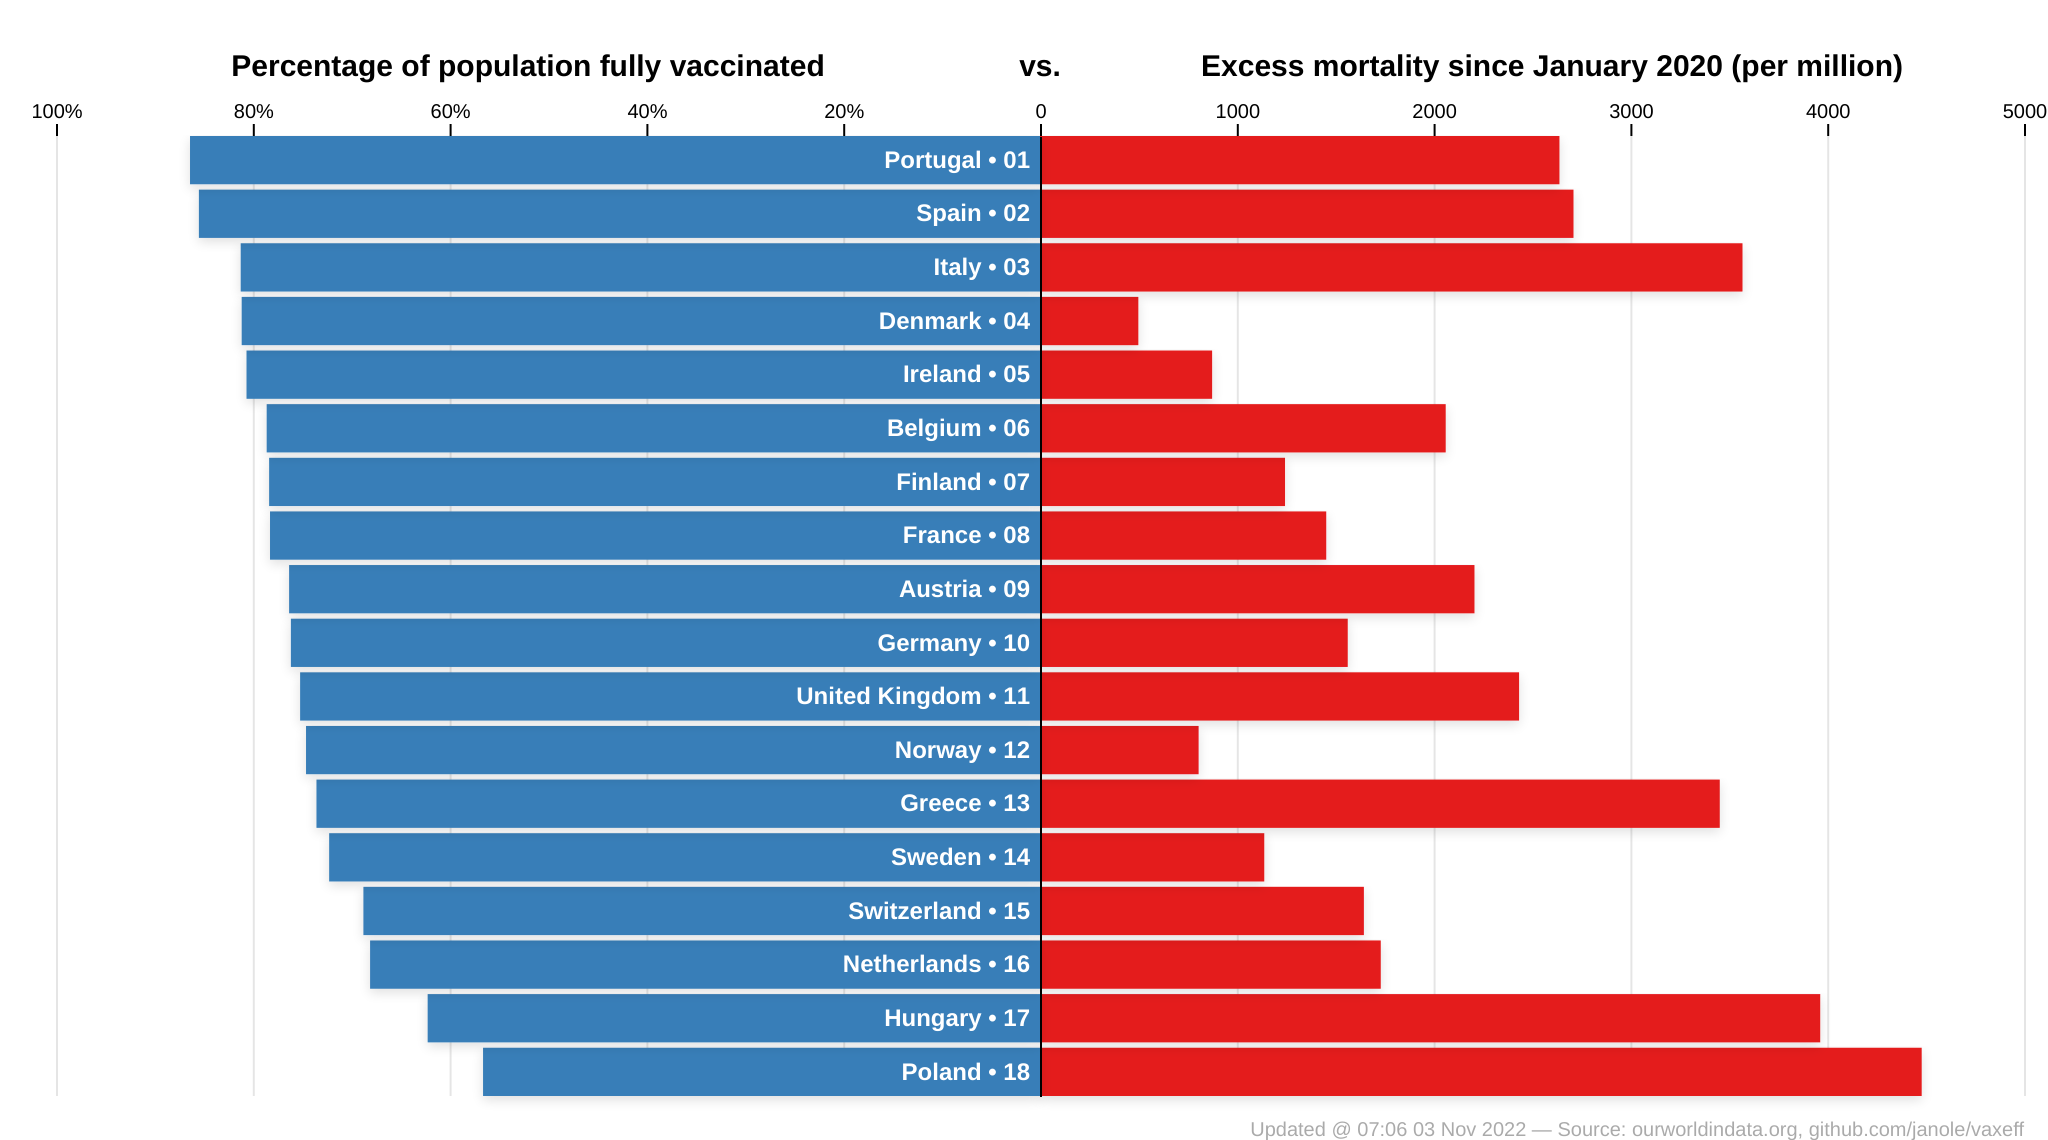 Percentage of population fully vaccinated vs. Excess mortality since January 2020 (per million)
100% 80% 60% 40% 20% 0 1000 2000 3000 4000 5000
Portugal • 01
Spain • 02
Italy • 03
Denmark • 04
Ireland • 05
Belgium • 06
Finland • 07
France • 08
Austria • 09
Germany • 10
United Kingdom • 11
Norway • 12
Greece • 13
Sweden • 14
Switzerland • 15
Netherlands • 16
Hungary • 17
Poland • 18
Updated @ 07:06 03 Nov 2022 — Source: ourworldindata.org, github.com/janole/vaxeff